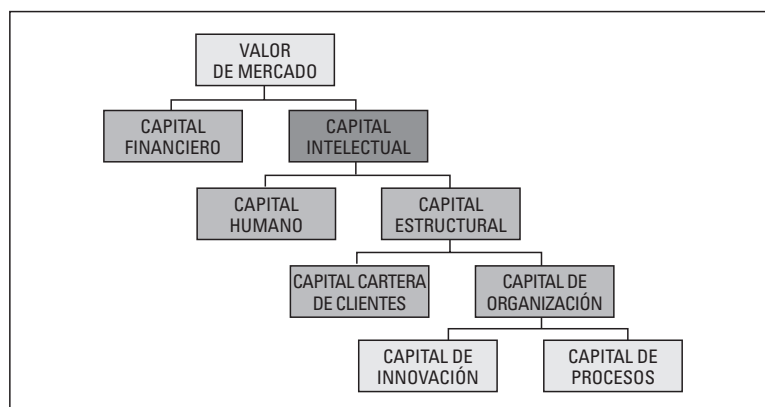 VALOR
DE MERCADO
CAPITAL
FINANCIERO
CAPITAL
INTELECTUAL
CAPITAL
HUMANO
CAPITAL
ESTRUCTURAL
CAPITAL CARTERA
DE CLIENTES
CAPITAL DE
ORGANIZACIÓN
CAPITAL DE
INNOVACIÓN
CAPITAL DE
PROCESOS